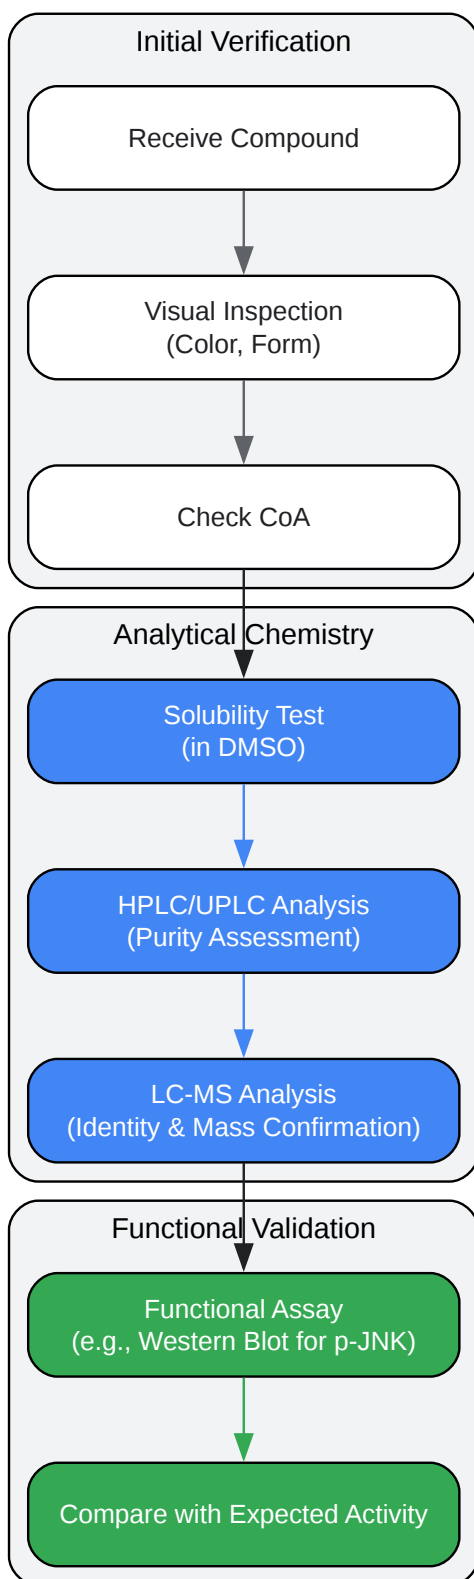 Initial Verification
Receive Compound
Visual Inspection
(Color, Form)
Check CoA
Analytical Chemistry
Solubility Test
(in DMSO)
HPLC/UPLC Analysis
(Purity Assessment)
LC-MS Analysis
(Identity & Mass Confirmation)
Functional Validation
Functional Assay
(e.g., Western Blot for p-JNK)
Compare with Expected Activity